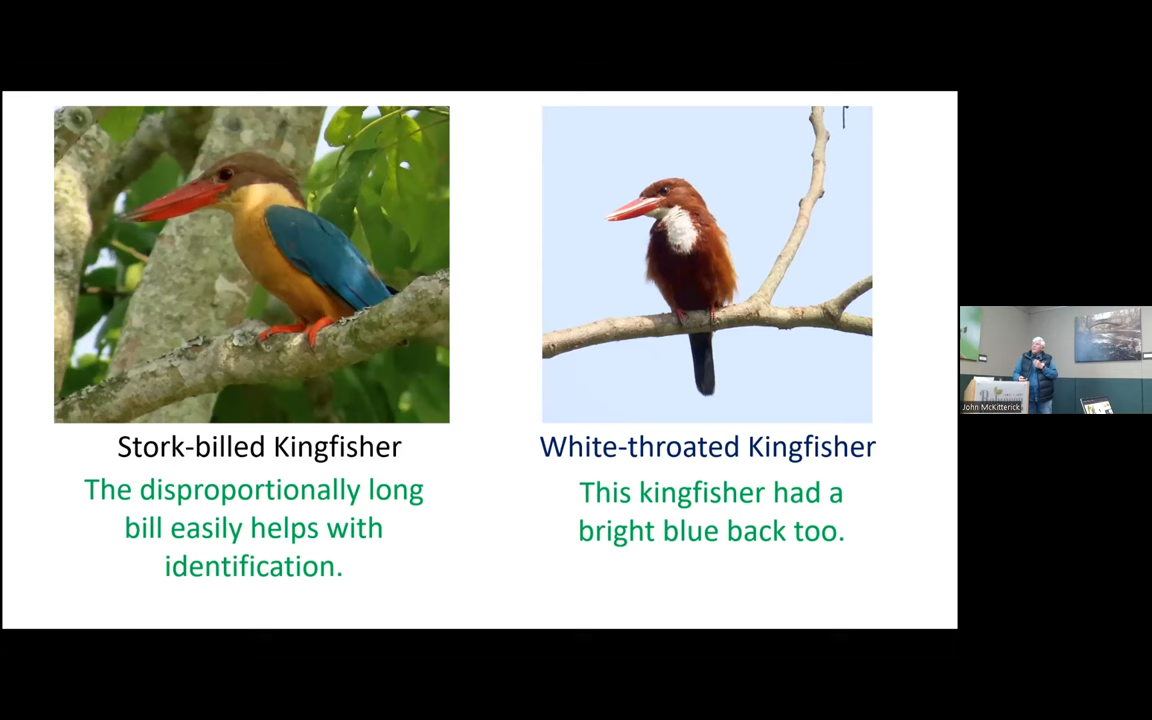 Stork-billed Kingfisher
The disproportionally long
bill easily helps with
identification.
White-throated Kingfisher
This kingfisher had a
bright blue back too.
John McKitterick